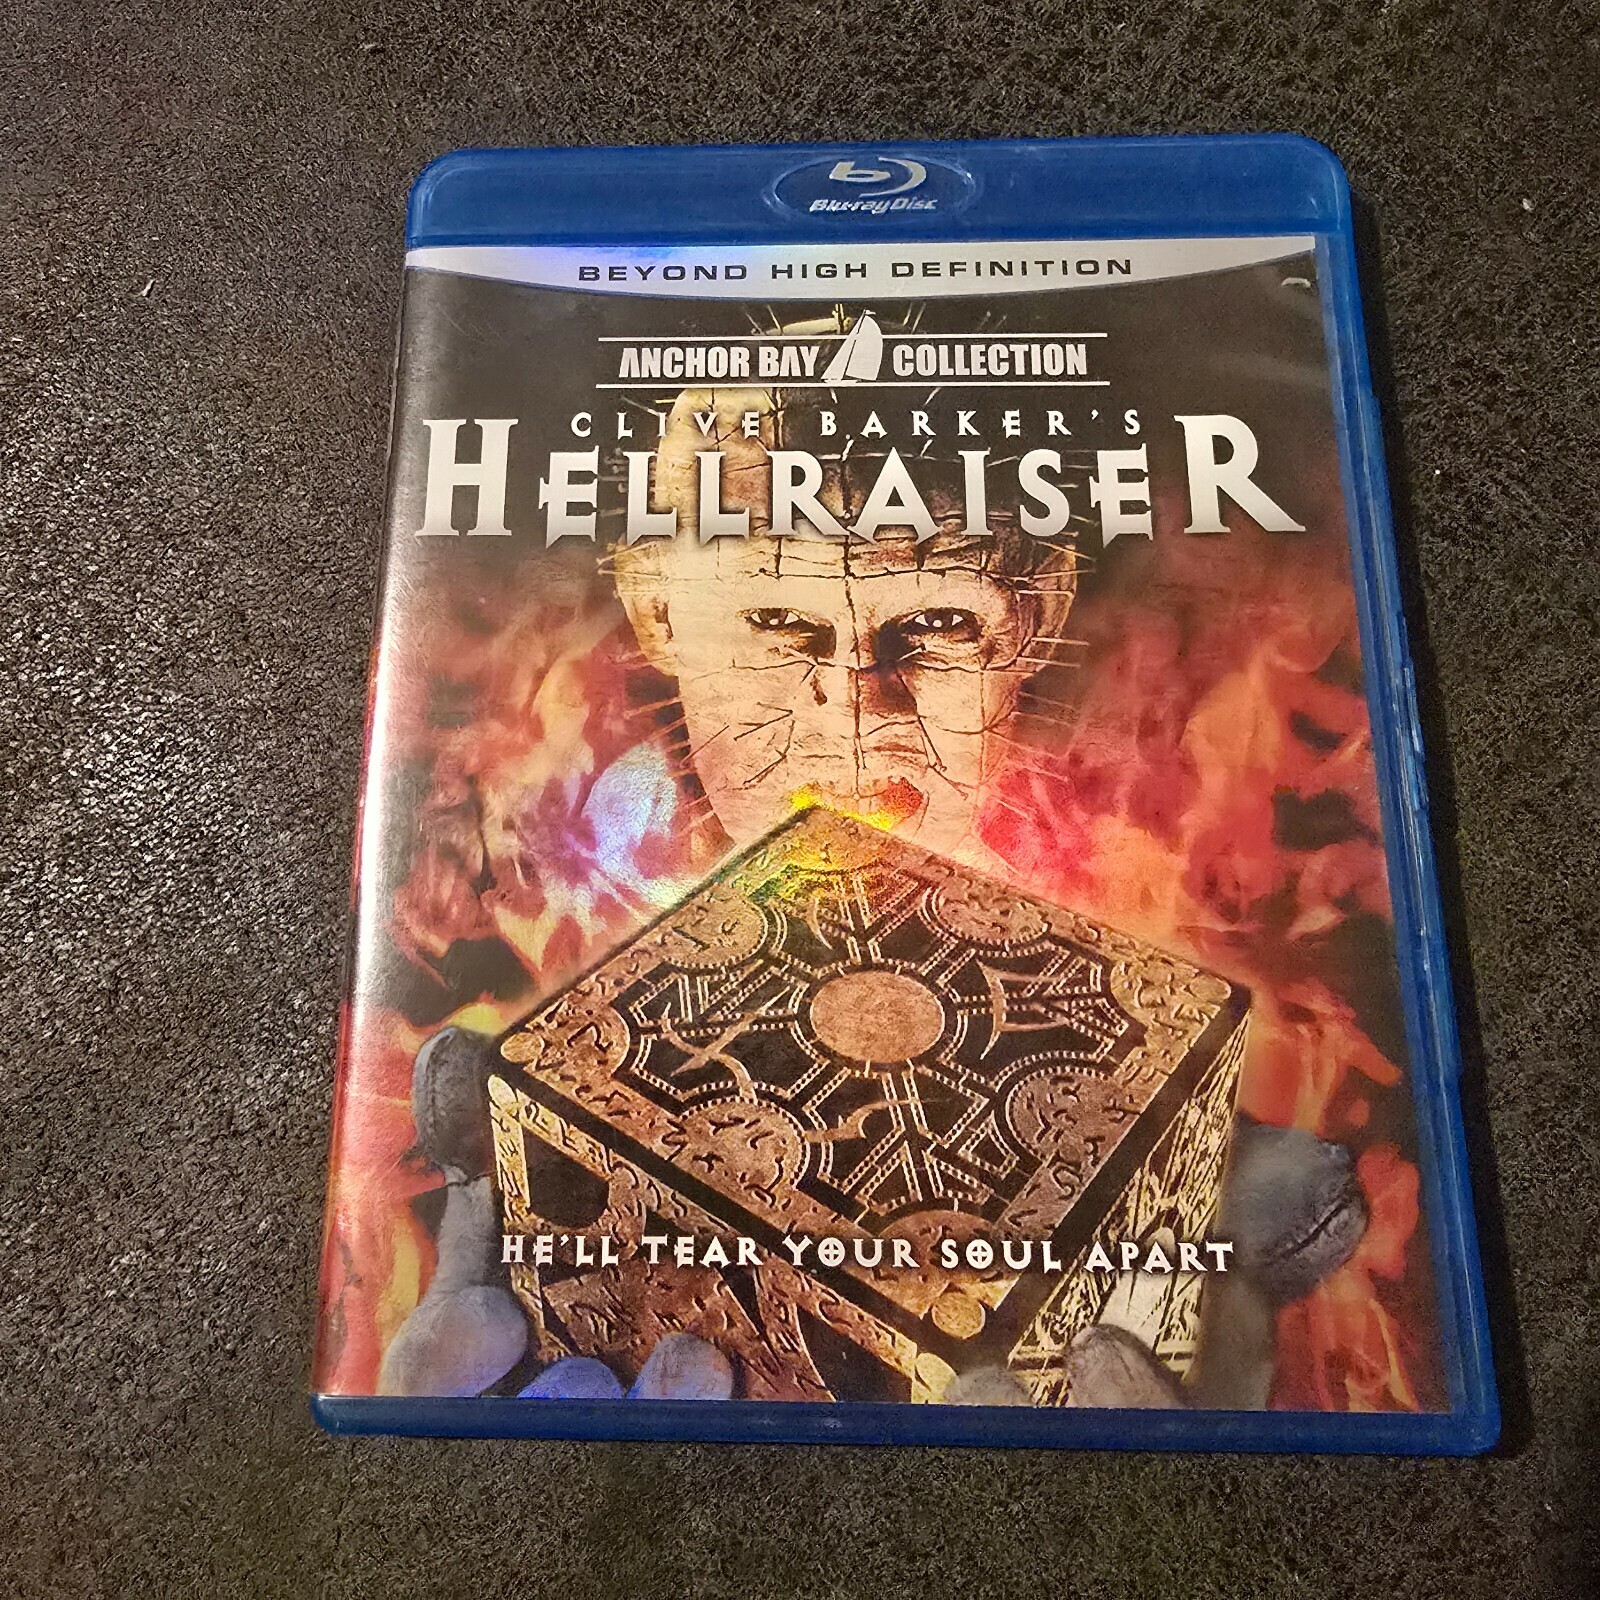 Blu-ray Disc
BEYOND HIGH DEFINITION
ANCHOR BAY COLLECTION
CLIVE BARKER'S
HELLRAISER
HE'LL TEAR YOUR SOUL APART